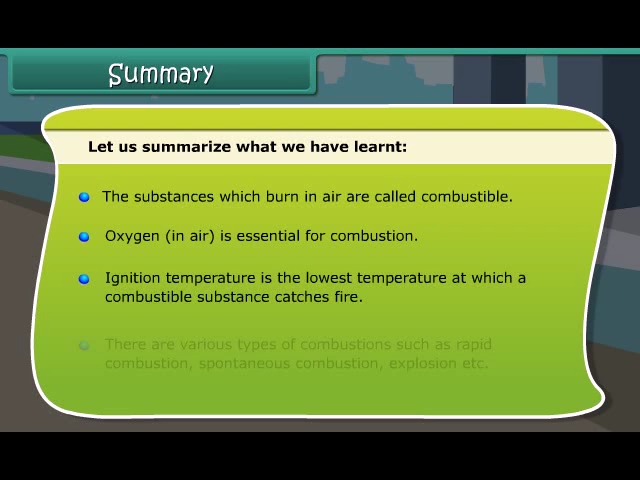 Summary
Let us summarize what we have learnt:
The substances which burn in air are called combustible.
Oxygen (in air) is essential for combustion.
Ignition temperature is the lowest temperature at which a
combustible substance catches fire.
There are various types of combustions such as rapid
combustion, spontaneous combustion, explosion etc.